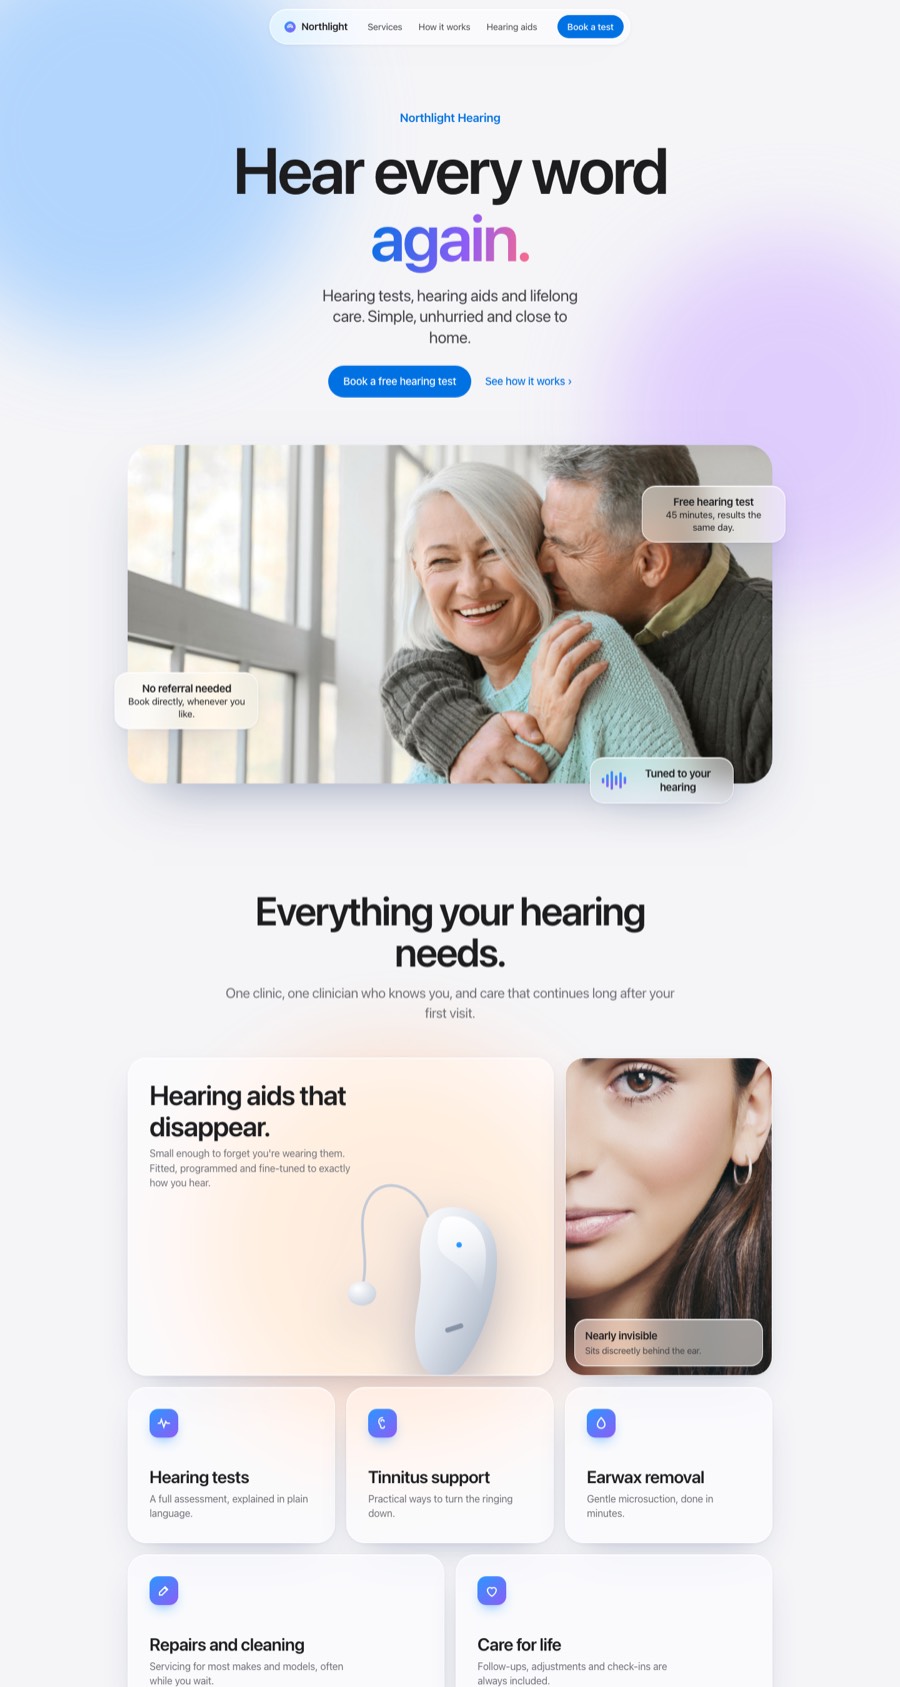 Northlight Services How it works Hearing aids Book a test
Northlight Hearing
Hear every word
again.
Hearing tests, hearing aids and lifelong
care. Simple, unhurried and close to
home.
Book a free hearing test See how it works ›
Free hearing test
45 minutes, results the
same day.
No referral needed
Book directly, whenever you
like.
Tuned to your
hearing
Everything your hearing
needs.
One clinic, one clinician who knows you, and care that continues long after your
first visit.
Hearing aids that
disappear.
Small enough to forget you're wearing them.
Fitted, programmed and fine-tuned to exactly
how you hear.
Nearly invisible
Sits discreetly behind the ear.
Hearing tests
A full assessment, explained in plain
language.
Tinnitus support
Practical ways to turn the ringing
down.
Earwax removal
Gentle microsuction, done in
minutes.
Repairs and cleaning
Servicing for most makes and models, often
while you wait.
Care for life
Follow-ups, adjustments and check-ins are
always included.